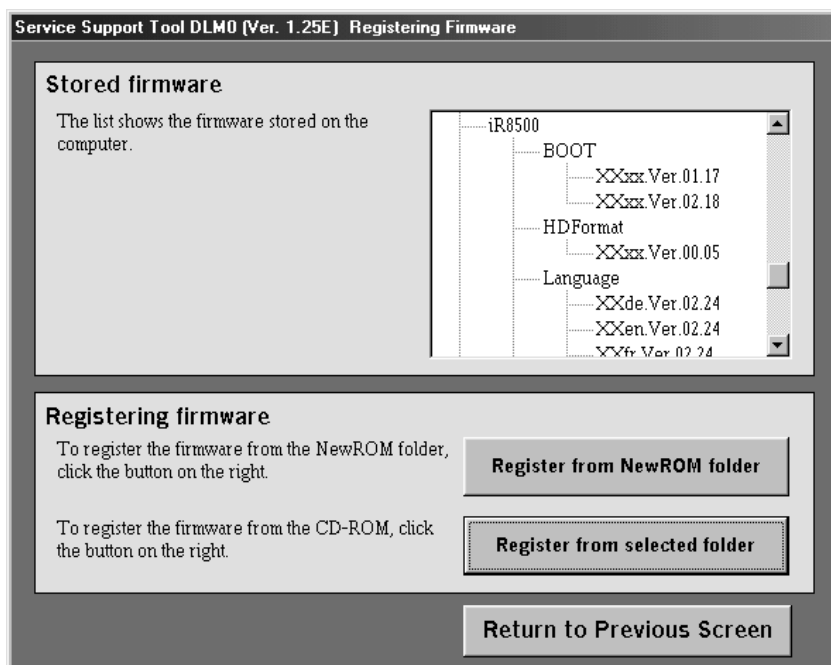 Service Support Tool DLM0 (Ver. 1.25E) Registering Firmware
Stored firmware
The list shows the firmware stored on the
computer.
iR8500
BOOT
XXxx.Ver.01.17
XXxx.Ver.02.18
HDFormat
XXxx.Ver.00.05
Language
XXde.Ver.02.24
XXen.Ver.02.24
XXfr.Ver.02.24
Registering firmware
To register the firmware from the NewROM folder,
click the button on the right.
Register from NewROM folder
To register the firmware from the CD-ROM, click
the button on the right.
Register from selected folder
Return to Previous Screen